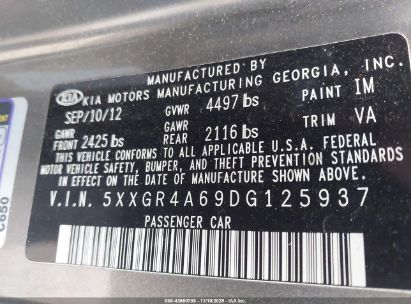 MANUFACTURED BY
KIA KIA MOTORS MANUFACTURING GEORGIA, INC.
SEP/10/12 GVWR 4497 lbs PAINT IM
GAWR FRONT 2425 lbs GAWR REAR 2116 lbs TRIM VA
THIS VEHICLE CONFORMS TO ALL APPLICABLE U.S.A. FEDERAL
MOTOR VEHICLE SAFETY, BUMPER, AND THEFT PREVENTION STANDARDS
IN EFFECT ON THE DATE OF MANUFACTURE SHOWN ABOVE.
V.I.N. 5XXGR4A69DG125937
PASSENGER CAR
C650